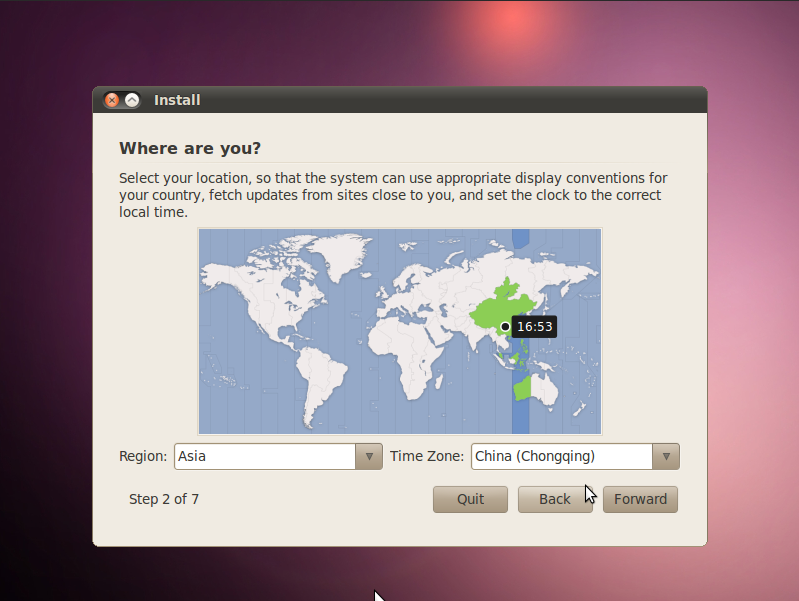 Install
Where are you?
Select your location, so that the system can use appropriate display conventions for
your country, fetch updates from sites close to you, and set the clock to the correct
local time.
16:53
Region: Asia Time Zone: China (Chongqing)
Step 2 of 7 Quit Back Forward